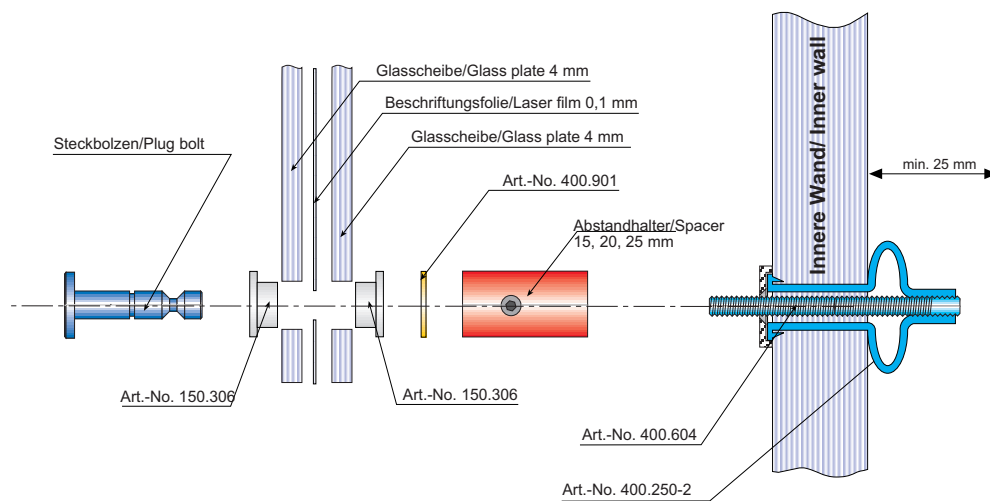 Glasscheibe/Glass plate 4 mm
Beschriftungsfolie/Laser film 0,1 mm
Glasscheibe/Glass plate 4 mm
Steckbolzen/Plug bolt
Art.-No. 400.901
Abstandhalter/Spacer
15, 20, 25 mm
Innere Wand/ Inner wall
min. 25 mm
Art.-No. 150.306
Art.-No. 150.306
Art.-No. 400.604
Art.-No. 400.250-2